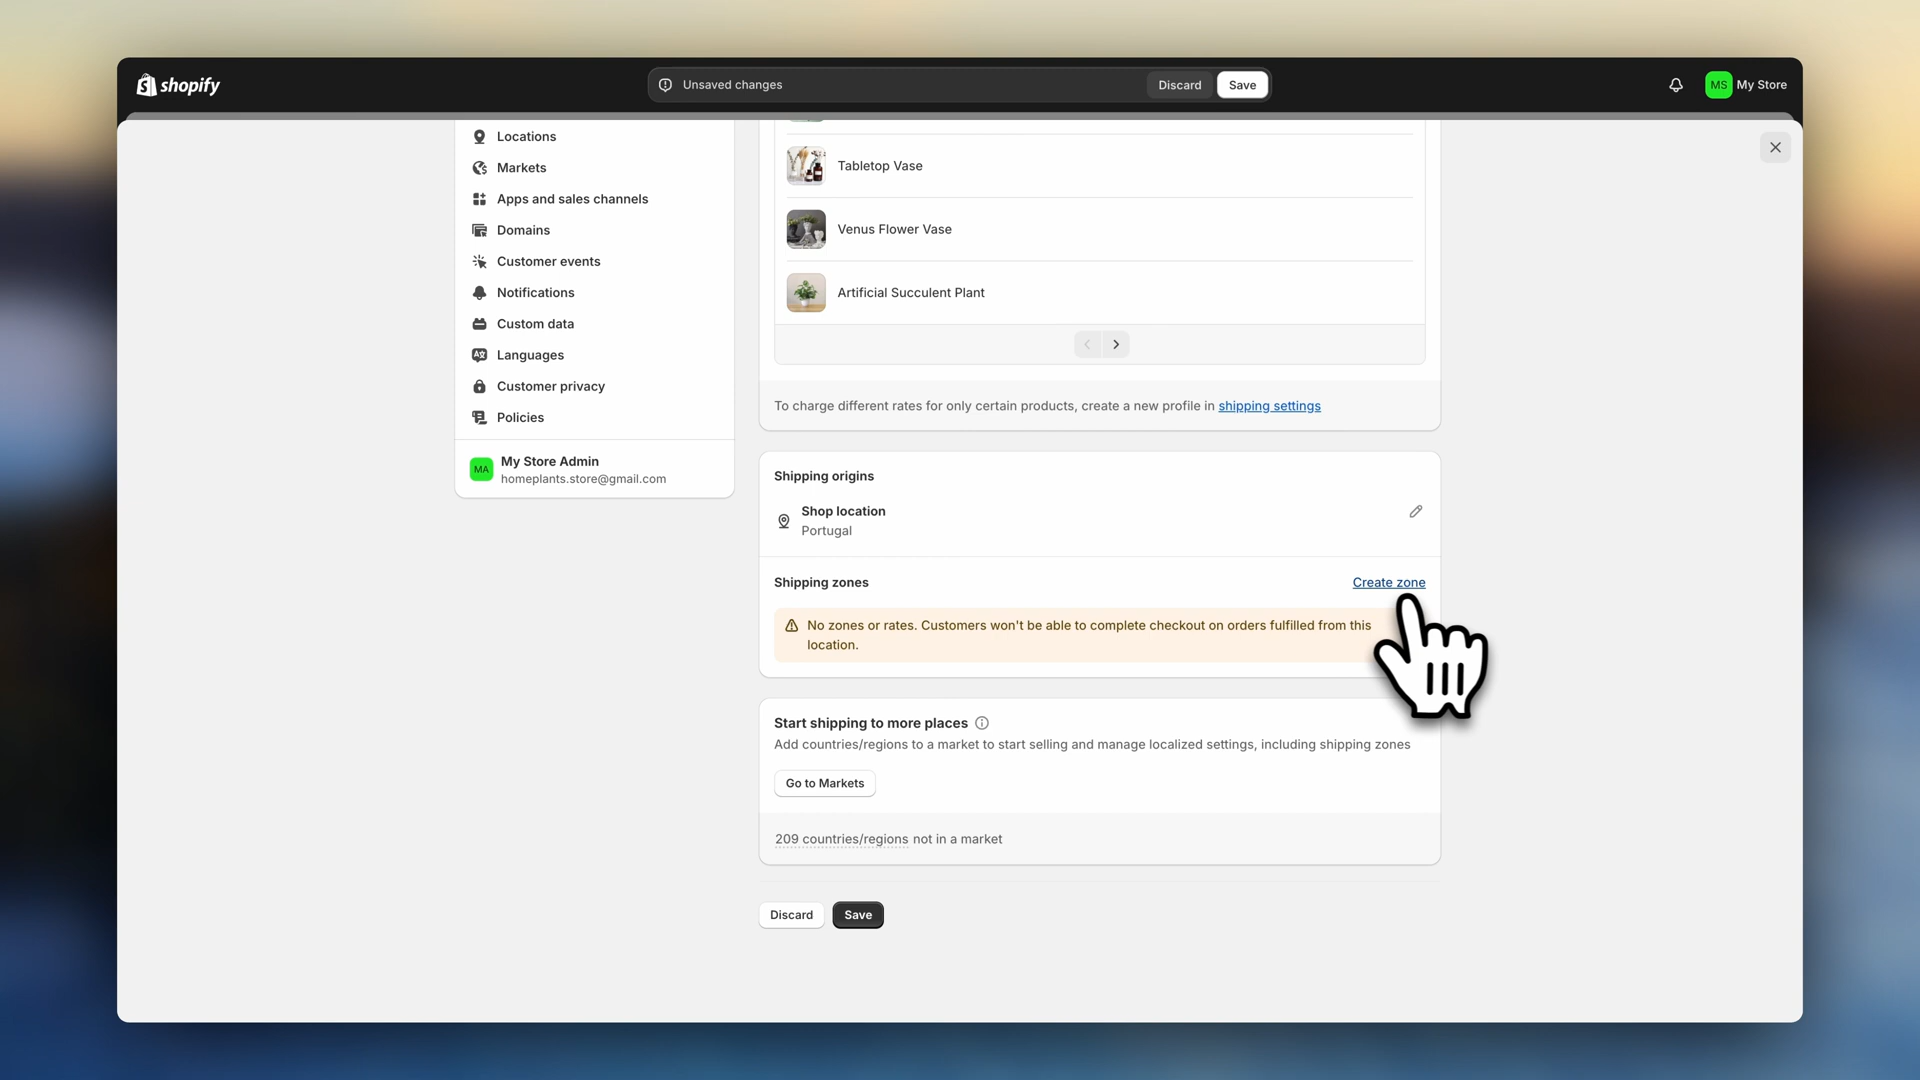 shopify
Unsaved changes
Discard
Save
MS
My Store
Locations
Markets
Apps and sales channels
Domains
Customer events
Notifications
Custom data
Languages
Customer privacy
Policies
MA
My Store Admin
homeplants.store@gmail.com
Tabletop Vase
Venus Flower Vase
Artificial Succulent Plant
To charge different rates for only certain products, create a new profile in shipping settings
Shipping origins
Shop location
Portugal
Shipping zones
Create zone
No zones or rates. Customers won't be able to complete checkout on orders fulfilled from this
location.
Start shipping to more places
Add countries/regions to a market to start selling and manage localized settings, including shipping zones
Go to Markets
209 countries/regions not in a market
Discard
Save